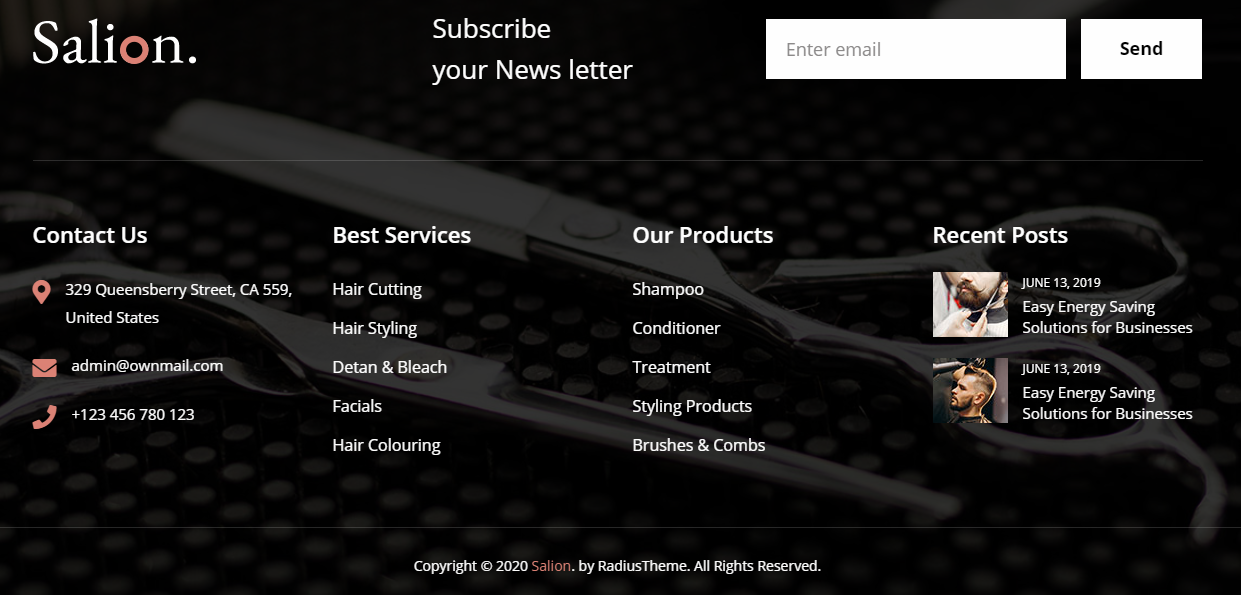 Salion.
Subscribe
your News letter
Enter email
Send
Contact Us
329 Queensberry Street, CA 559,
United States
admin@ownmail.com
+123 456 780 123
Best Services
Hair Cutting
Hair Styling
Detan & Bleach
Facials
Hair Colouring
Our Products
Shampoo
Conditioner
Treatment
Styling Products
Brushes & Combs
Recent Posts
JUNE 13, 2019
Easy Energy Saving
Solutions for Businesses
JUNE 13, 2019
Easy Energy Saving
Solutions for Businesses
Copyright © 2020 Salion. by RadiusTheme. All Rights Reserved.